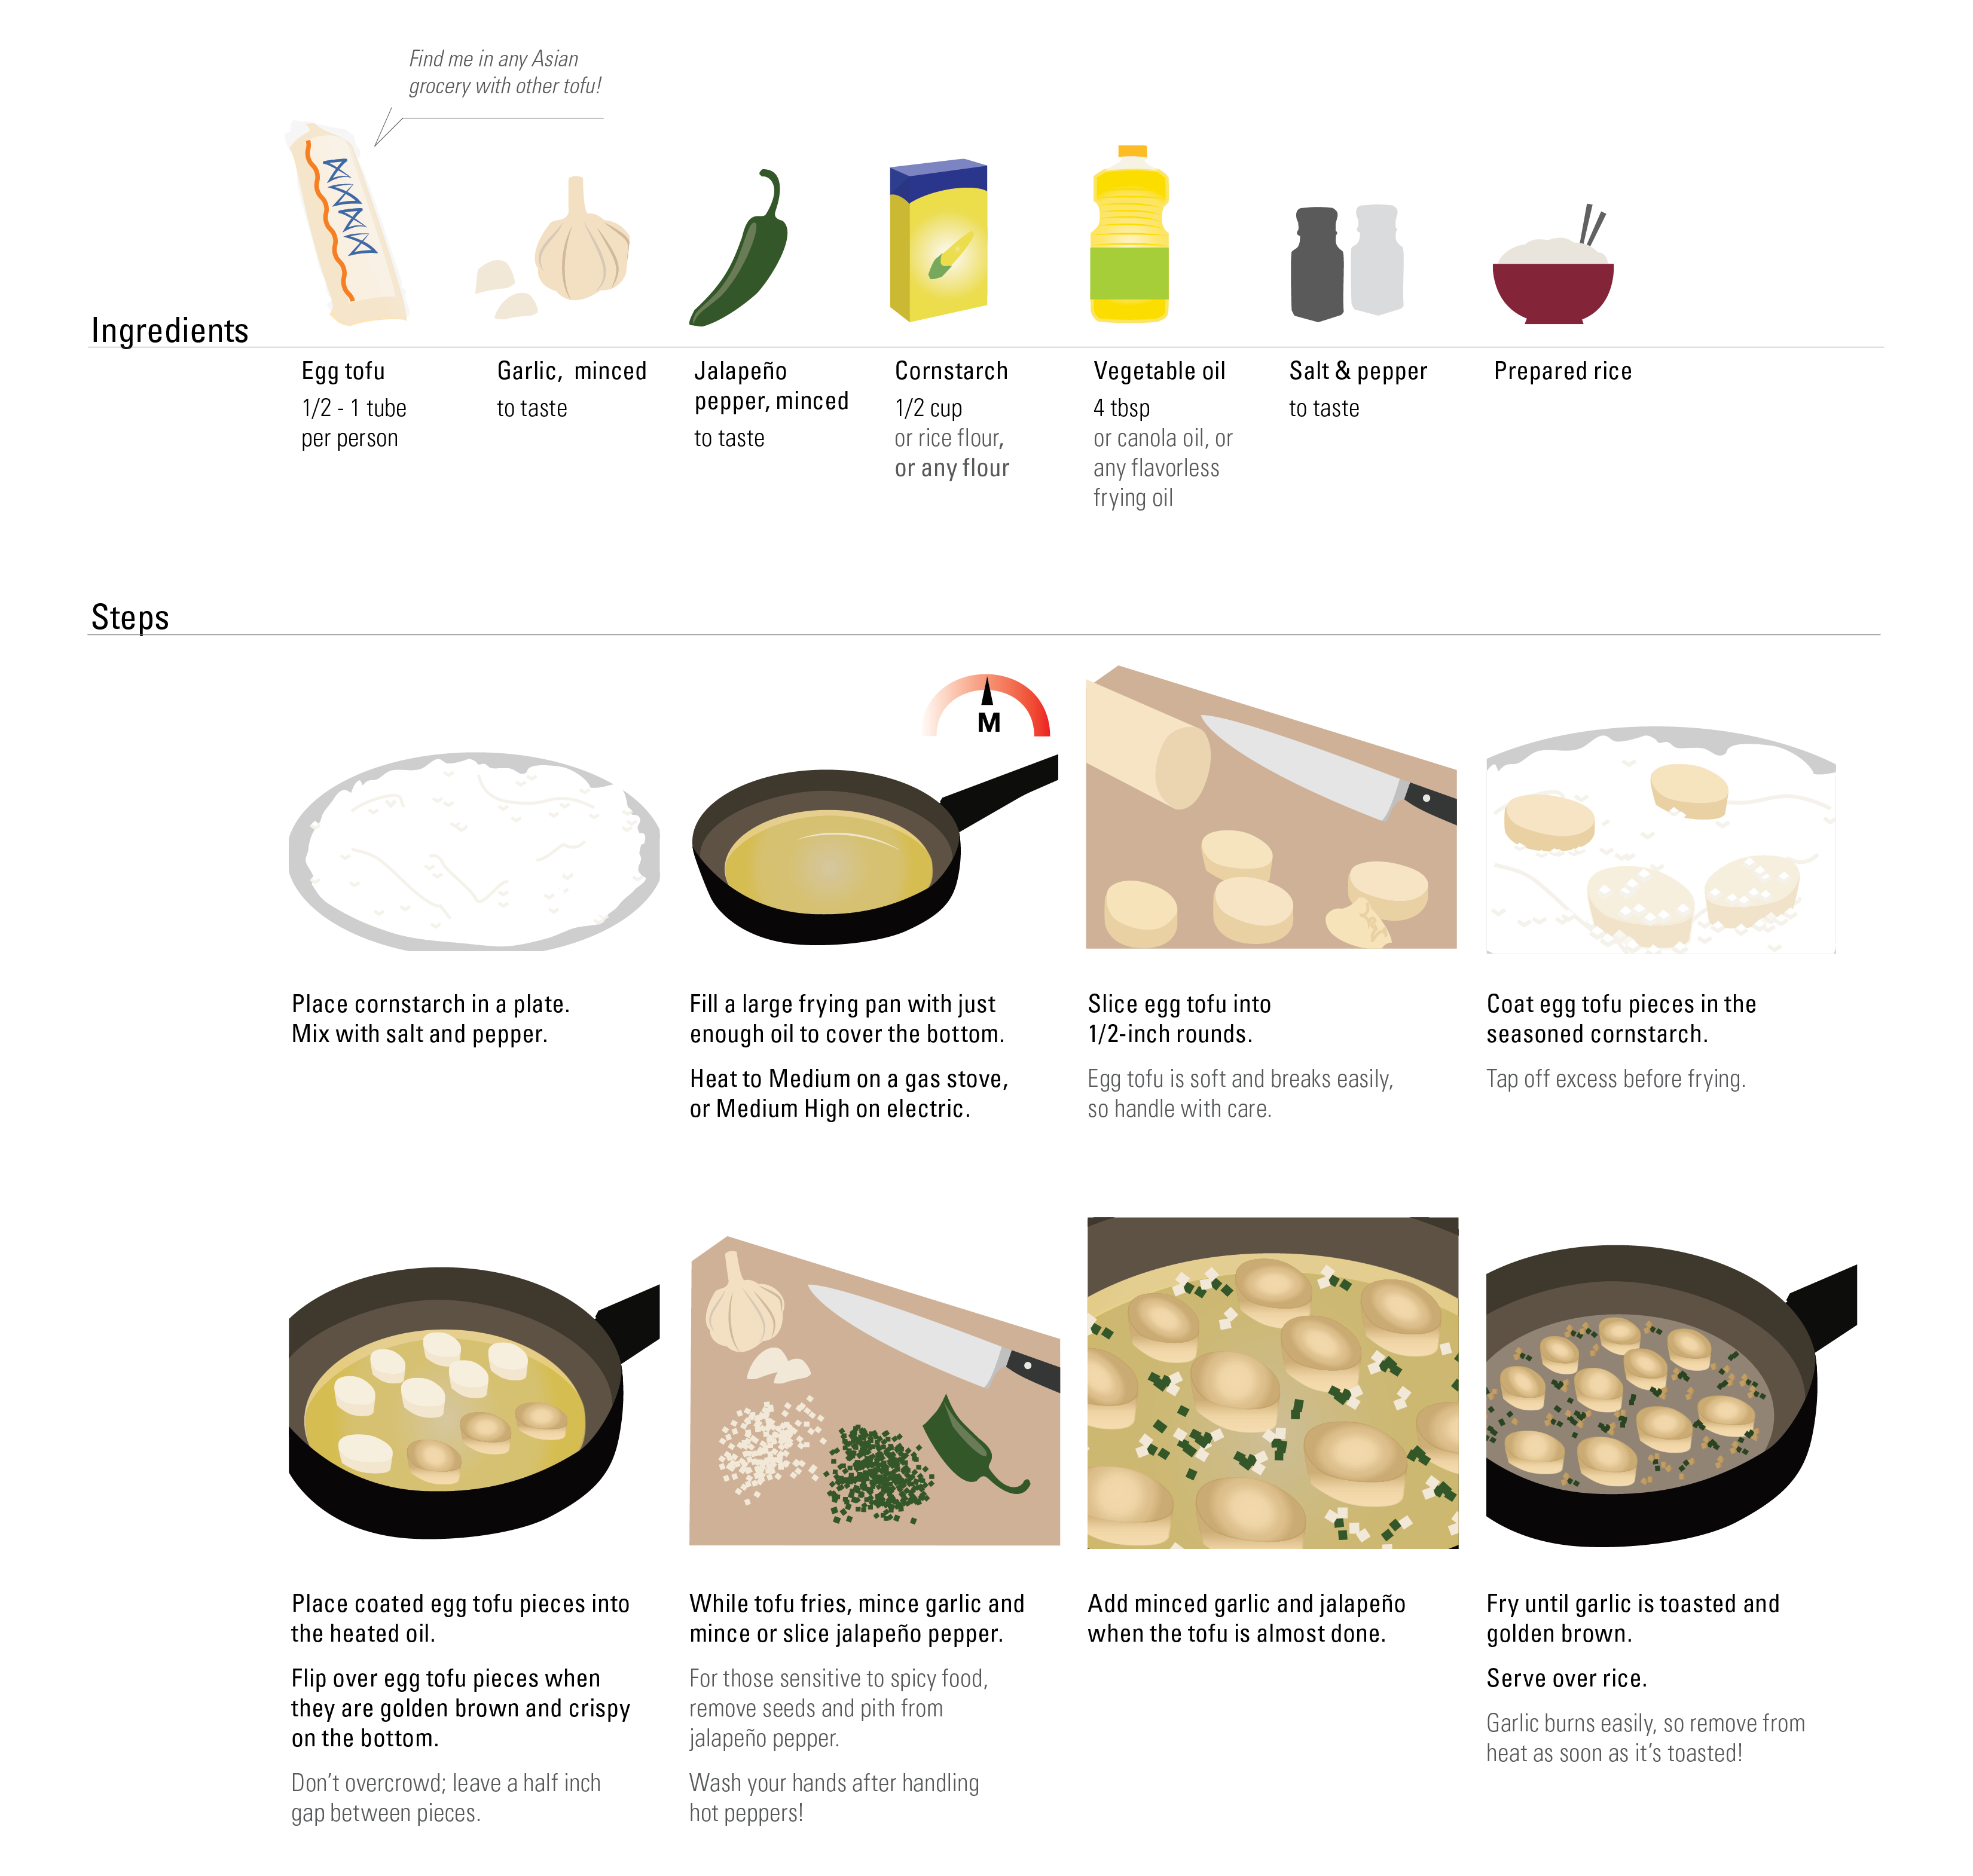 Find me in any Asian
grocery with other tofu!
Ingredients
Egg tofu
1/2 - 1 tube
per person
Garlic, minced
to taste
Jalapeño
pepper, minced
to taste
Cornstarch
1/2 cup
or rice flour,
or any flour
Vegetable oil
4 tbsp
or canola oil, or
any flavorless
frying oil
Salt & pepper
to taste
Prepared rice
Steps
Place cornstarch in a plate.
Mix with salt and pepper.
M
Fill a large frying pan with just
enough oil to cover the bottom.
Heat to Medium on a gas stove,
or Medium High on electric.
Slice egg tofu into
1/2-inch rounds.
Egg tofu is soft and breaks easily,
so handle with care.
Coat egg tofu pieces in the
seasoned cornstarch.
Tap off excess before frying.
Place coated egg tofu pieces into
the heated oil.
Flip over egg tofu pieces when
they are golden brown and crispy
on the bottom.
Don't overcrowd; leave a half inch
gap between pieces.
While tofu fries, mince garlic and
mince or slice jalapeño pepper.
For those sensitive to spicy food,
remove seeds and pith from
jalapeño pepper.
Wash your hands after handling
hot peppers!
Add minced garlic and jalapeño
when the tofu is almost done.
Fry until garlic is toasted and
golden brown.
Serve over rice.
Garlic burns easily, so remove from
heat as soon as it's toasted!